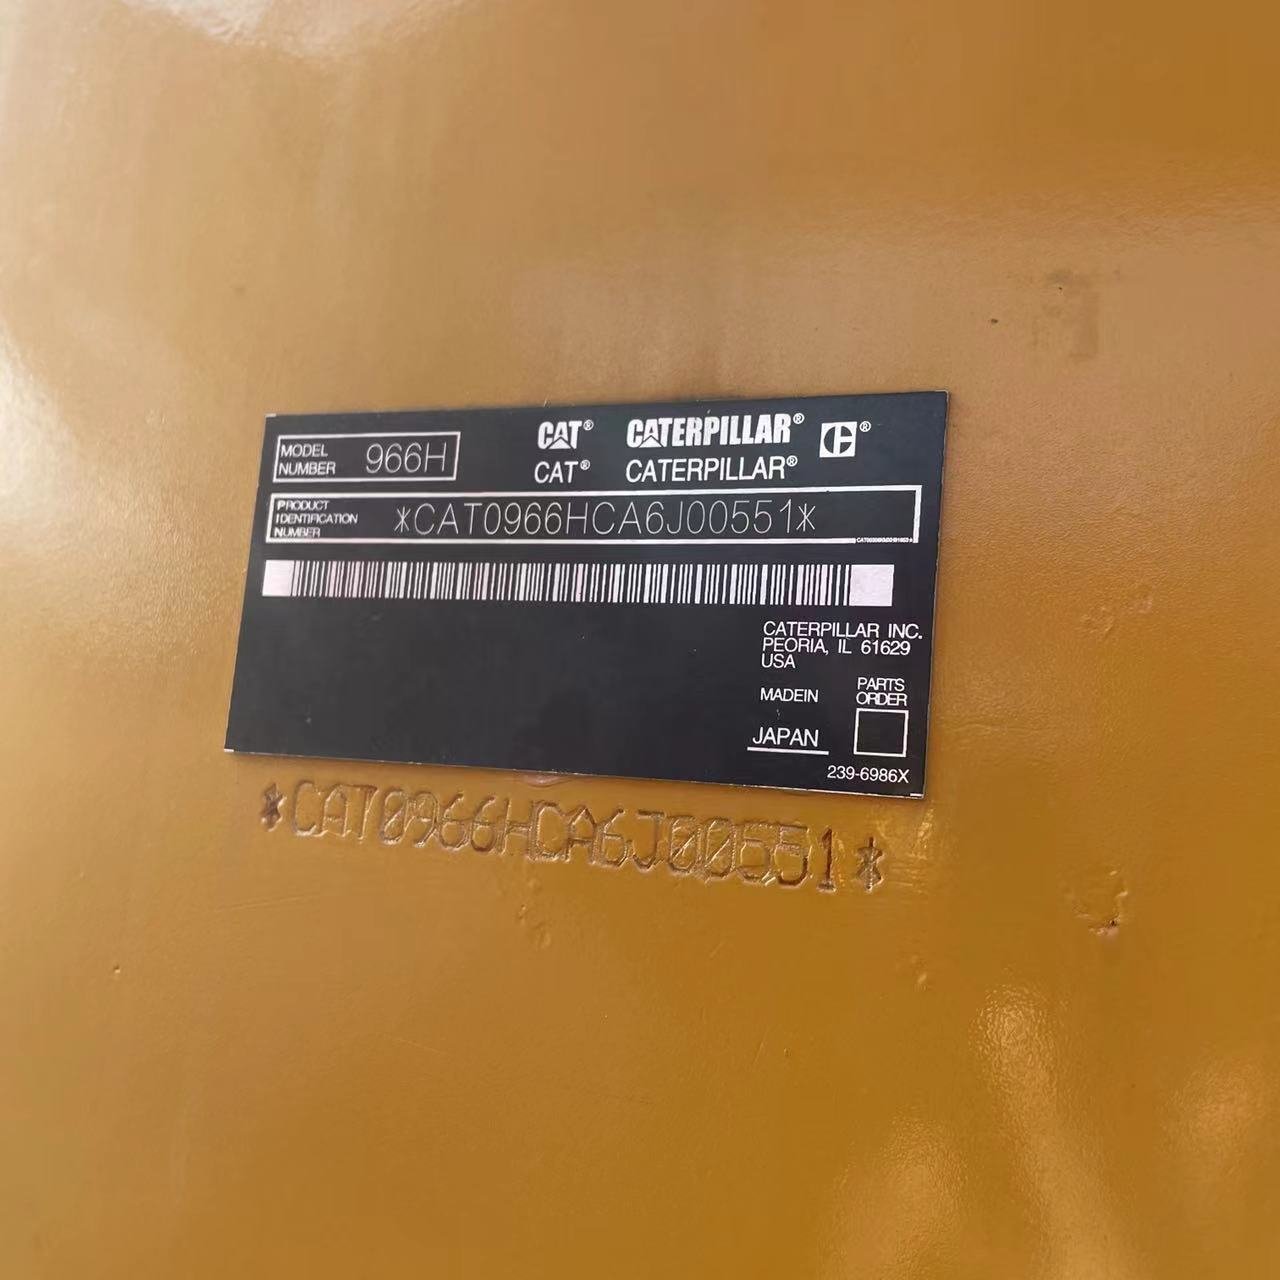 MODEL NUMBER 966H
CAT® CATERPILLAR®
CAT® CATERPILLAR®
PRODUCT IDENTIFICATION NUMBER *CAT0966HCA6J00551*
CATERPILLAR INC.
PEORIA, IL 61629
USA
MADEIN
JAPAN
PARTS
ORDER
239-6986X
*CAT0966HCA6J00551*